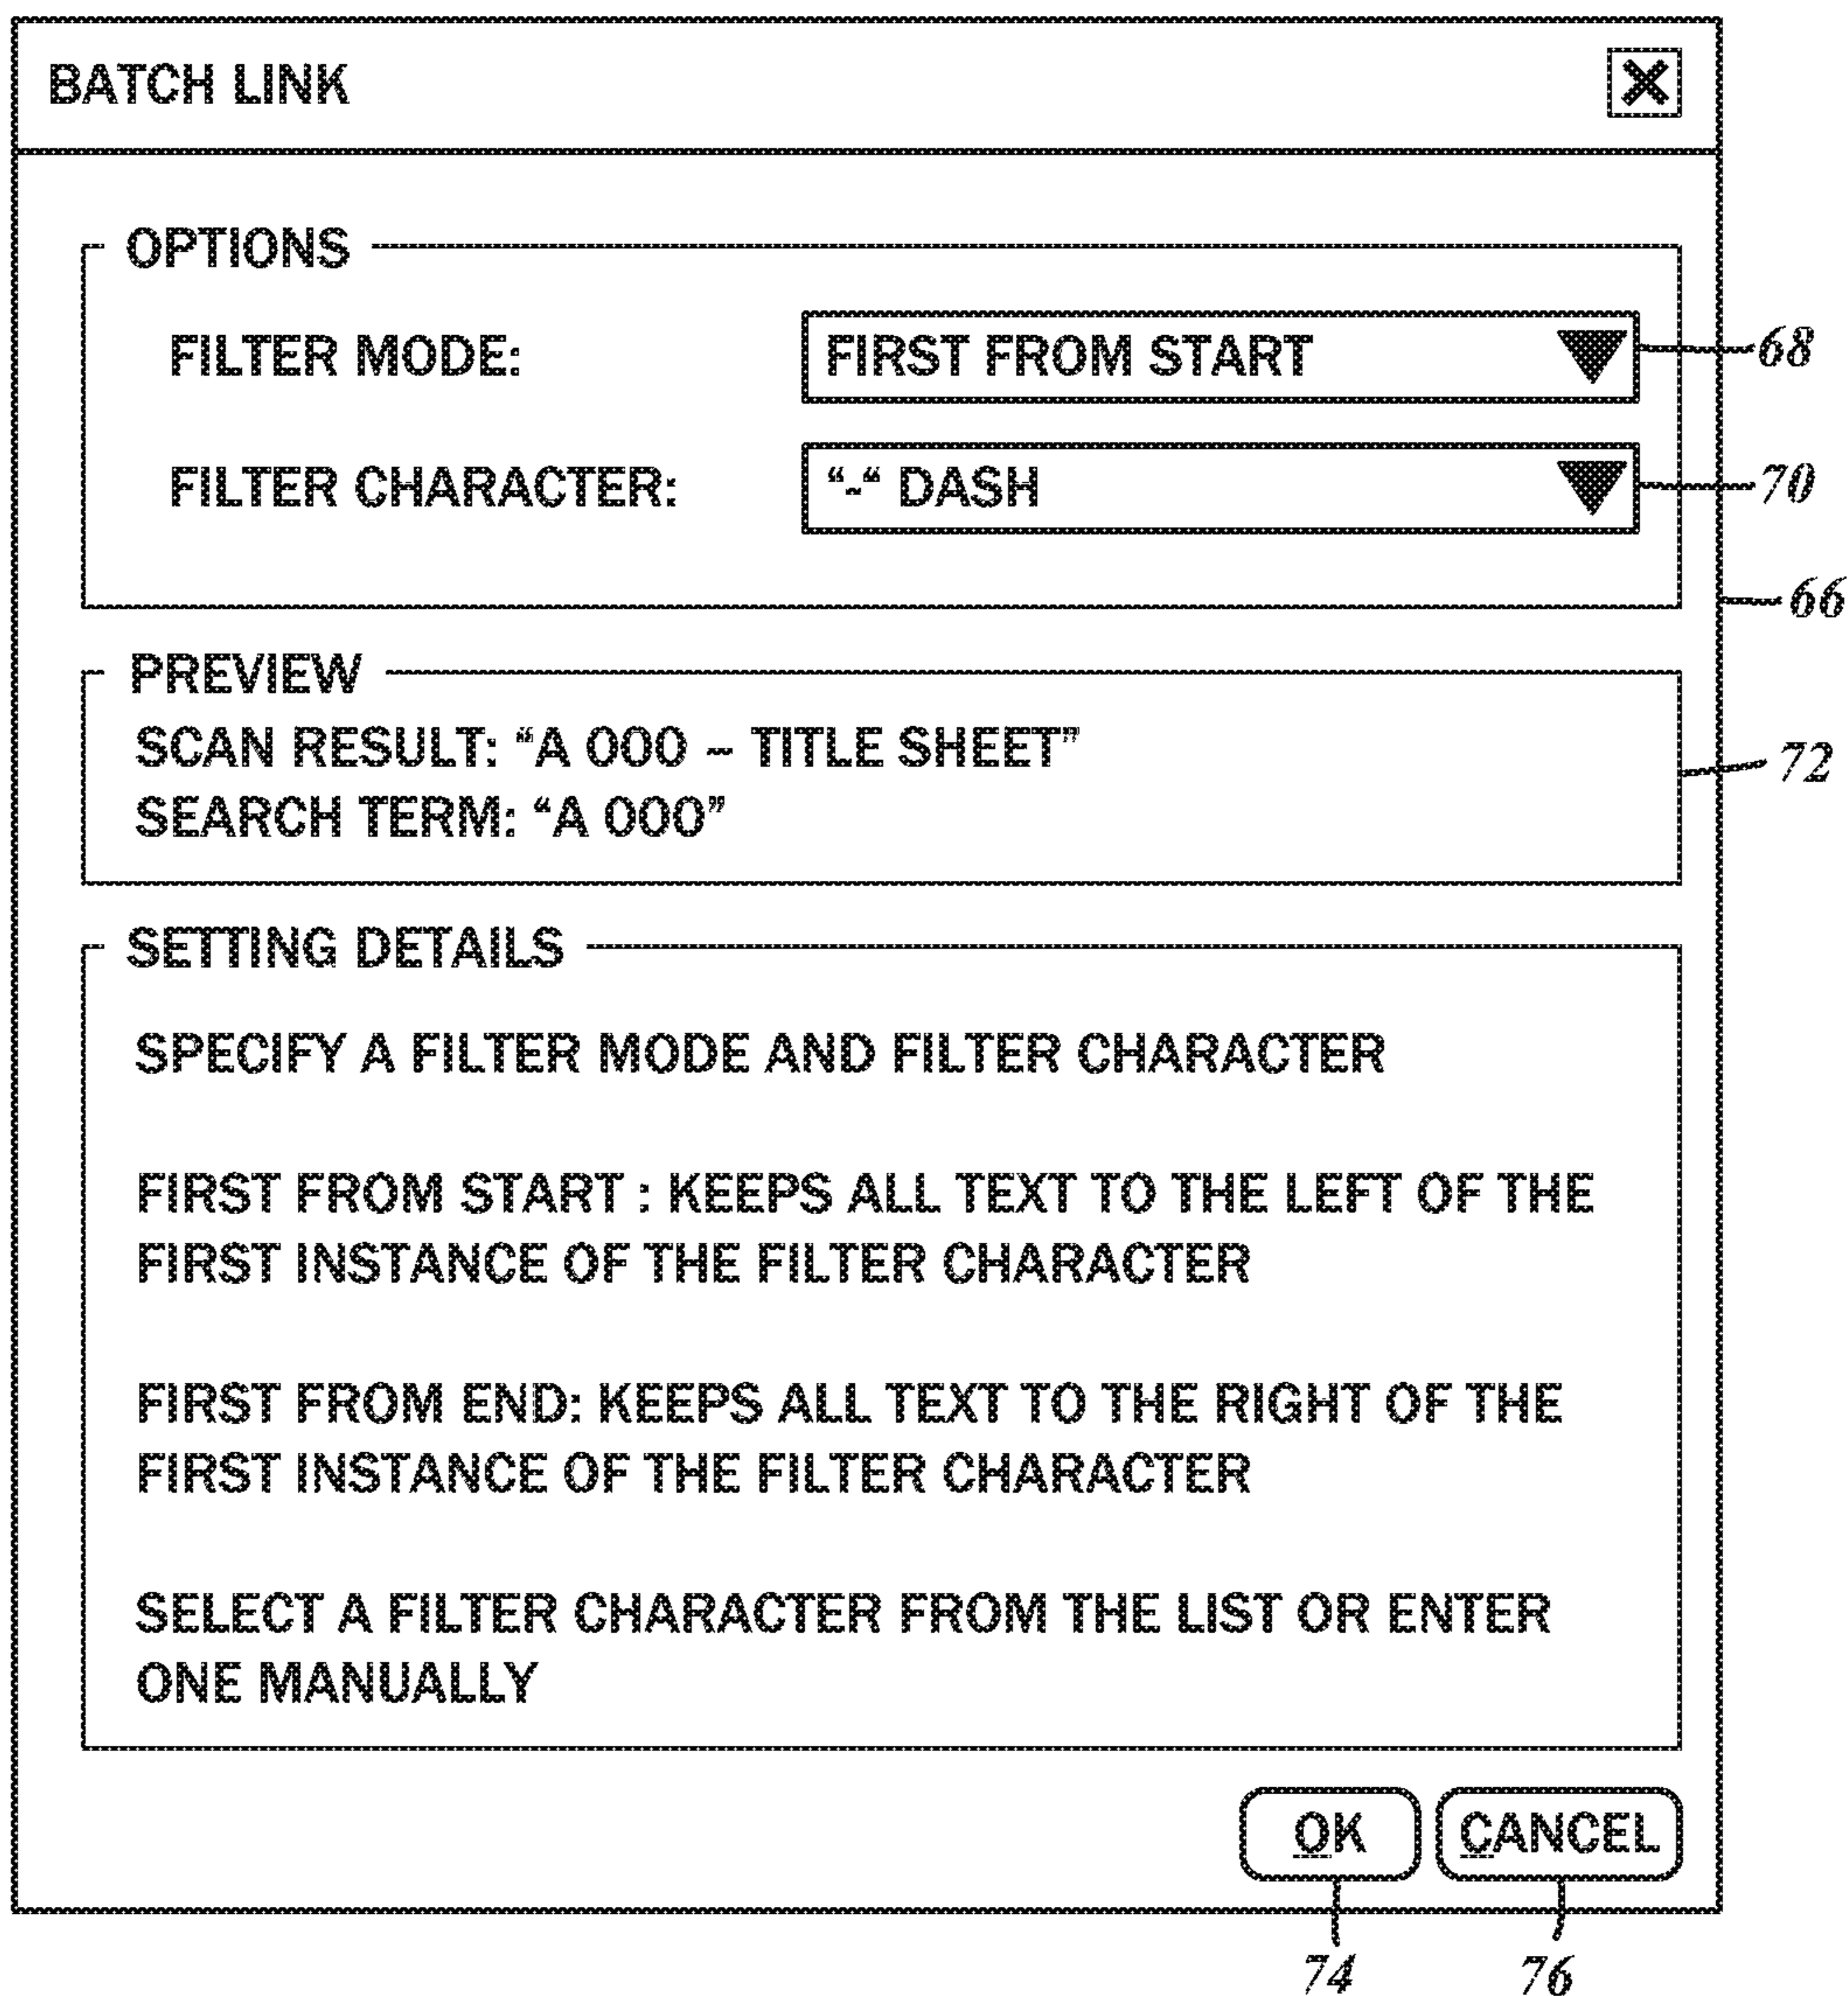 BATCH LINK
OPTIONS
FILTER MODE: FIRST FROM START 68
FILTER CHARACTER: “-“ DASH 70
66
PREVIEW
SCAN RESULT: “A 000 – TITLE SHEET”
72
SEARCH TERM: “A 000”
SETTING DETAILS
SPECIFY A FILTER MODE AND FILTER CHARACTER
FIRST FROM START : KEEPS ALL TEXT TO THE LEFT OF THE
FIRST INSTANCE OF THE FILTER CHARACTER
FIRST FROM END: KEEPS ALL TEXT TO THE RIGHT OF THE
FIRST INSTANCE OF THE FILTER CHARACTER
SELECT A FILTER CHARACTER FROM THE LIST OR ENTER
ONE MANUALLY
OK CANCEL
74 76